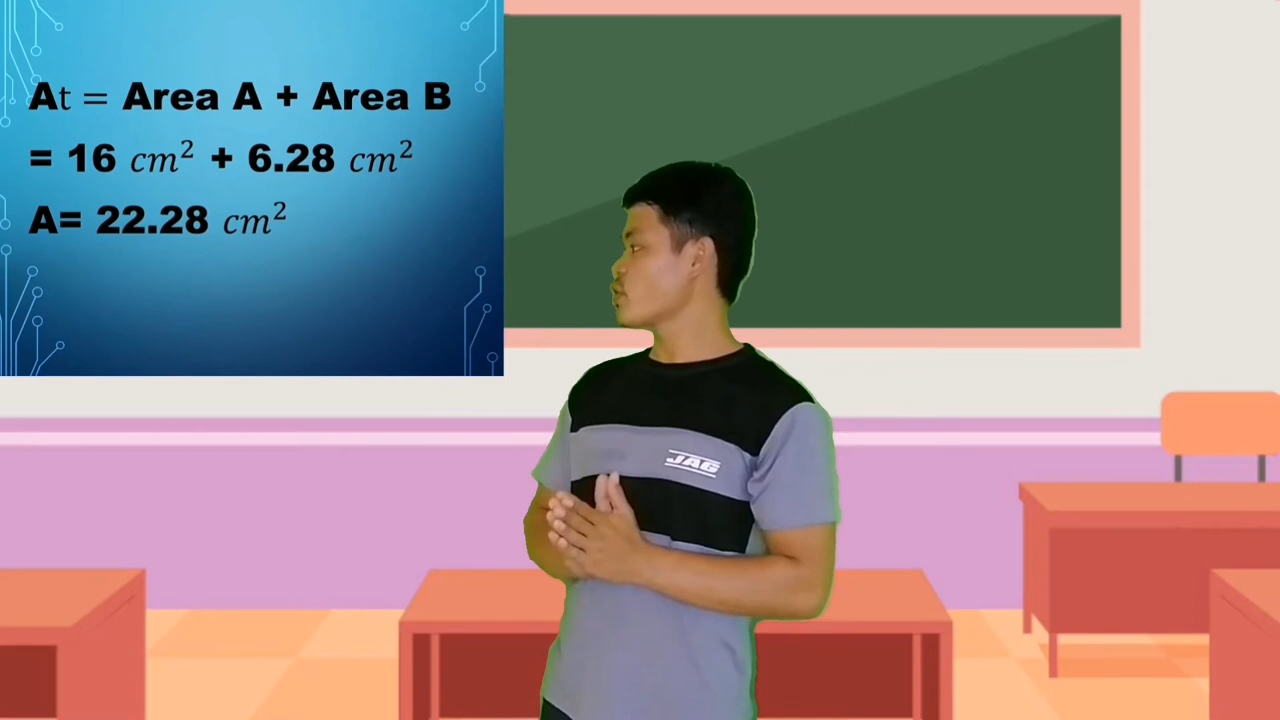 At = Area A + Area B
= 16 cm² + 6.28 cm²
A= 22.28 cm²
JAG